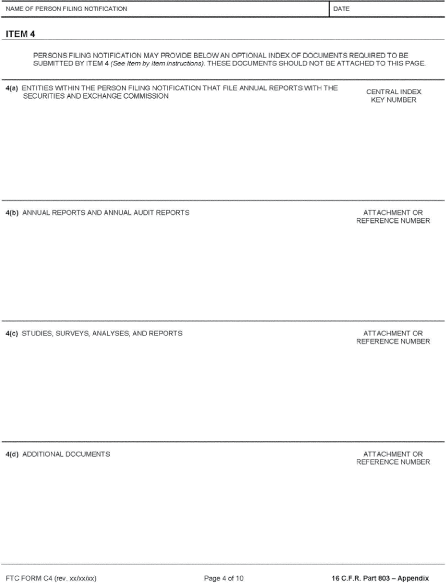 NAME OF PERSON FILING NOTIFICATION DATE
ITEM 4
PERSONS FILING NOTIFICATION MAY PROVIDE BELOW AN OPTIONAL INDEX OF DOCUMENTS REQUIRED TO BE
SUBMITTED BY ITEM 4 (See Item by Item instructions). THESE DOCUMENTS SHOULD NOT BE ATTACHED TO THIS PAGE.
4(a) ENTITIES WITHIN THE PERSON FILING NOTIFICATION THAT FILE ANNUAL REPORTS WITH THE
SECURITIES AND EXCHANGE COMMISSION
CENTRAL INDEX
KEY NUMBER
4(b) ANNUAL REPORTS AND ANNUAL AUDIT REPORTS
ATTACHMENT OR
REFERENCE NUMBER
4(c) STUDIES, SURVEYS, ANALYSES, AND REPORTS
ATTACHMENT OR
REFERENCE NUMBER
4(d) ADDITIONAL DOCUMENTS
ATTACHMENT OR
REFERENCE NUMBER
FTC FORM C4 (rev. xx/xx/xx) Page 4 of 10 16 C.F.R. Part 803 – Appendix